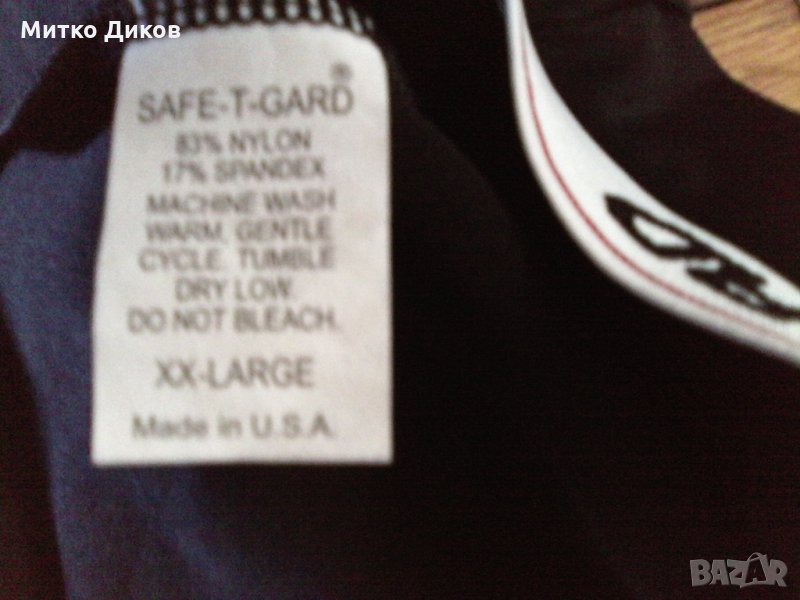 Митко Диков
SAFE-T-GARD®
83% NYLON
17% SPANDEX
MACHINE WASH
WARM. GENTLE
CYCLE. TUMBLE
DRY LOW.
DO NOT BLEACH.
XX-LARGE
Made in U.S.A.
BAZAR